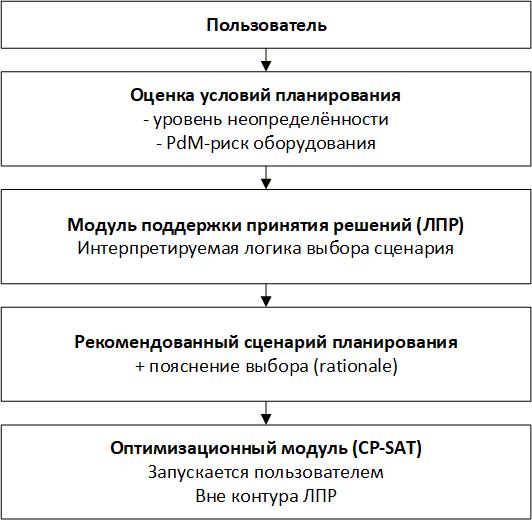 Пользователь
Оценка условий планирования
- уровень неопределённости
- PdM-риск оборудования
Модуль поддержки принятия решений (ЛПР)
Интерпретируемая логика выбора сценария
Рекомендованный сценарий планирования
+ пояснение выбора (rationale)
Оптимизационный модуль (CP-SAT)
Запускается пользователем
Вне контура ЛПР